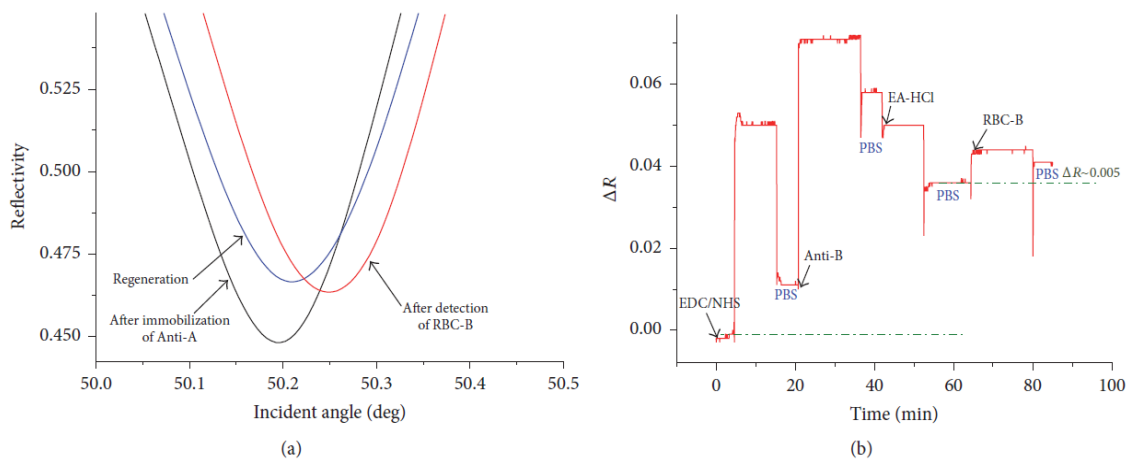 0.525
0.500
0.475
0.450
Reflectivity
Regeneration
After immobilization
of Anti-A
After detection
of RBC-B
50.0 50.1 50.2 50.3 50.4 50.5
Incident angle (deg)
(a)
0.06
0.04
0.02
0.00
ΔR
EDC/NHS
PBS
Anti-B
PBS
EA-HCl
PBS
RBC-B
PBS
ΔR~0.005
0 20 40 60 80 100
Time (min)
(b)